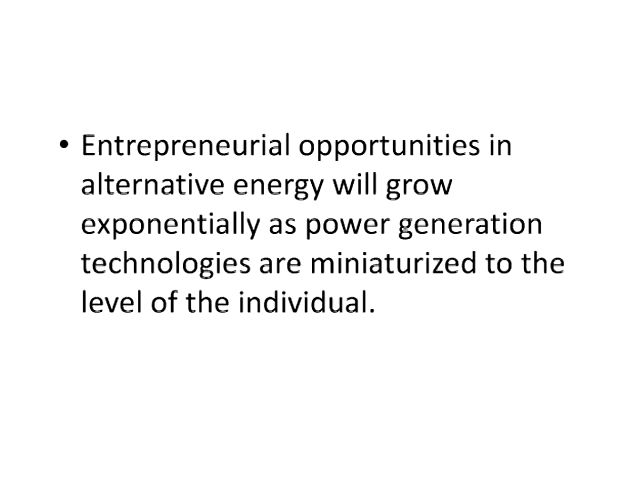 • Entrepreneurial opportunities in
alternative energy will grow
exponentially as power generation
technologies are miniaturized to the
level of the individual.